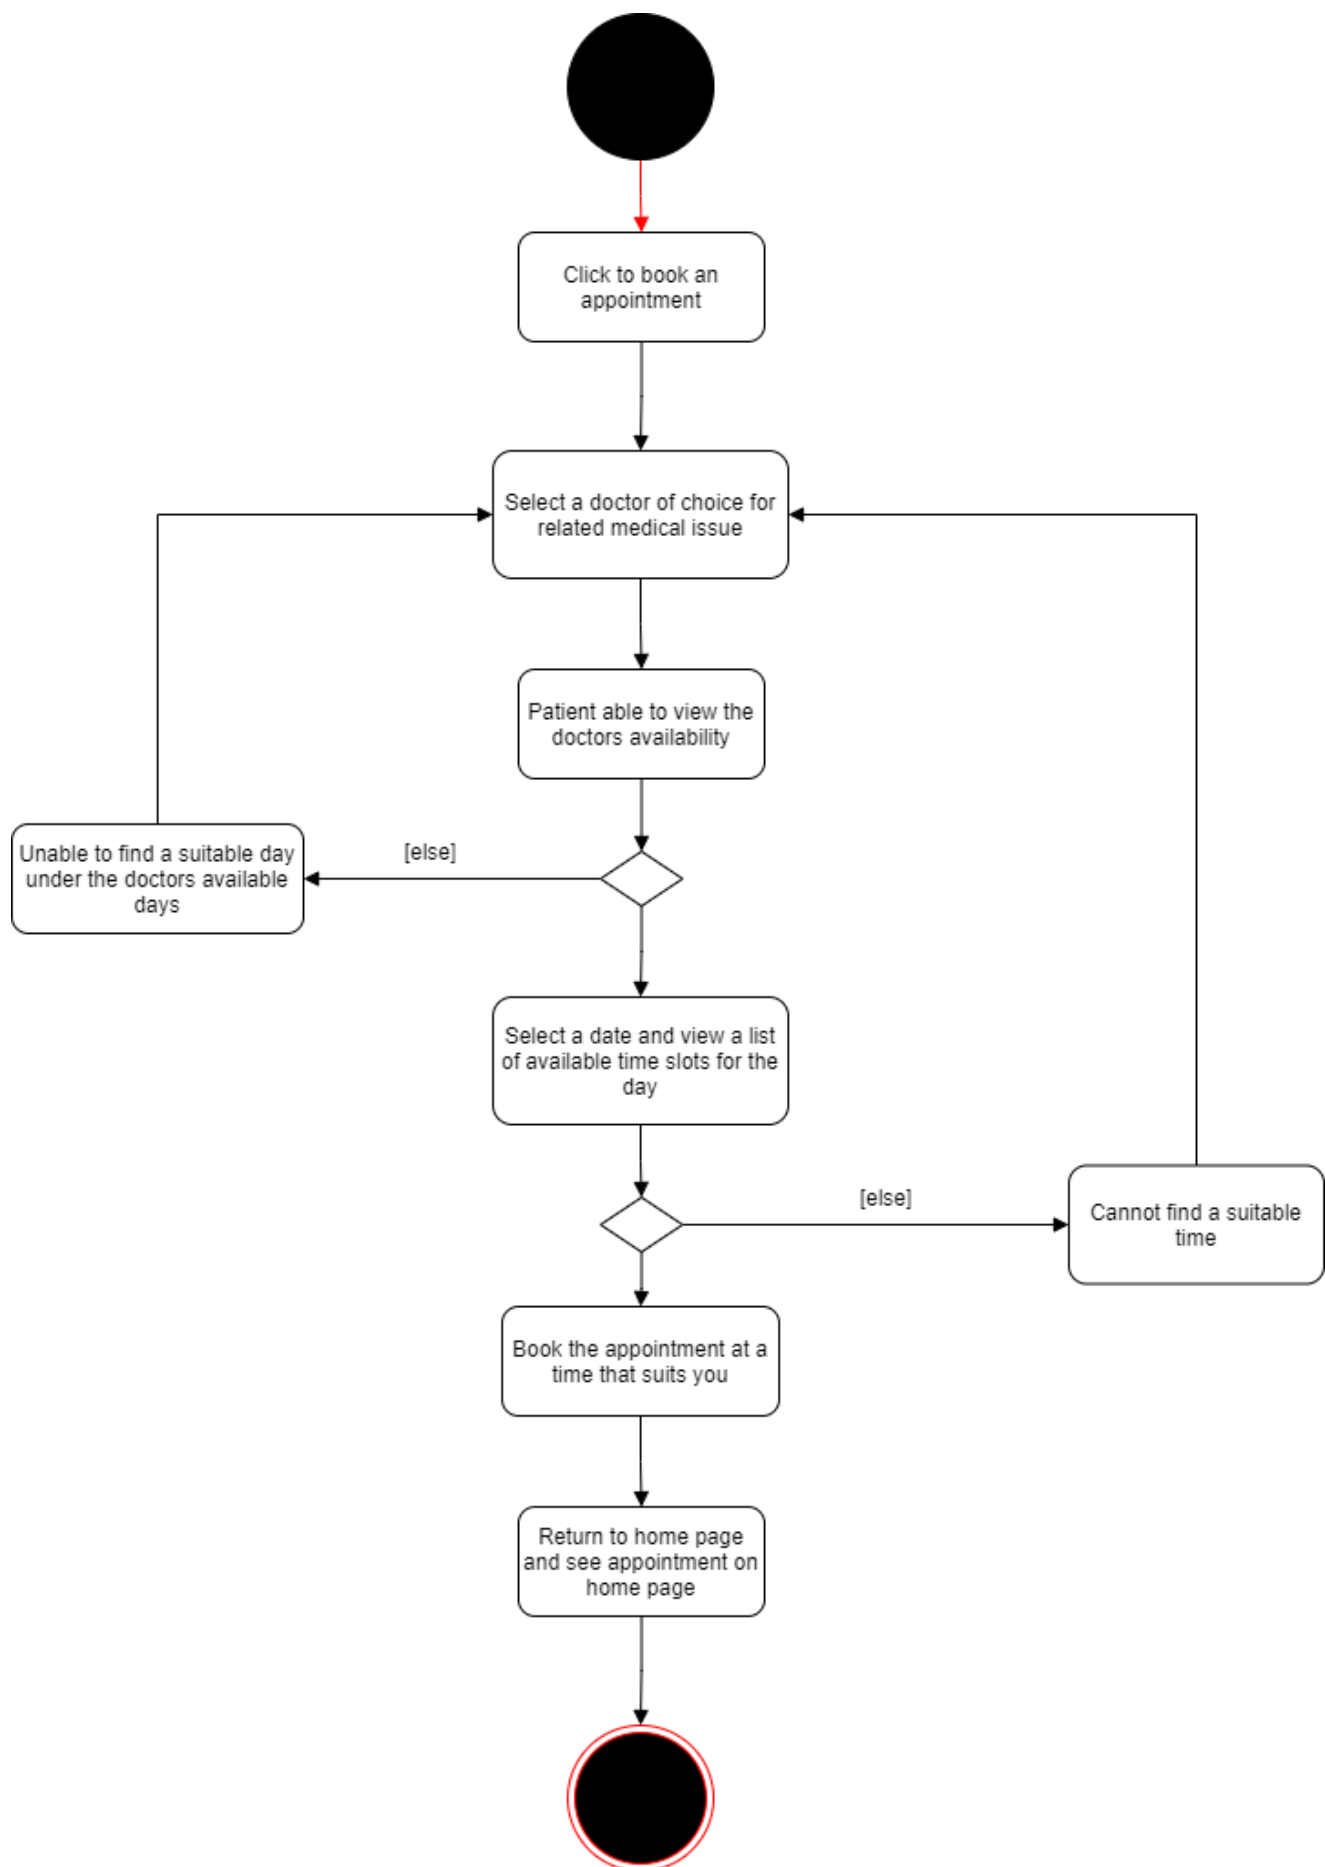 Click to book an
appointment
Select a doctor of choice for
related medical issue
Patient able to view the
doctors availability
[else]
Unable to find a suitable day
under the doctors available
days
Select a date and view a list
of available time slots for the
day
[else]
Cannot find a suitable
time
Book the appointment at a
time that suits you
Return to home page
and see appointment on
home page